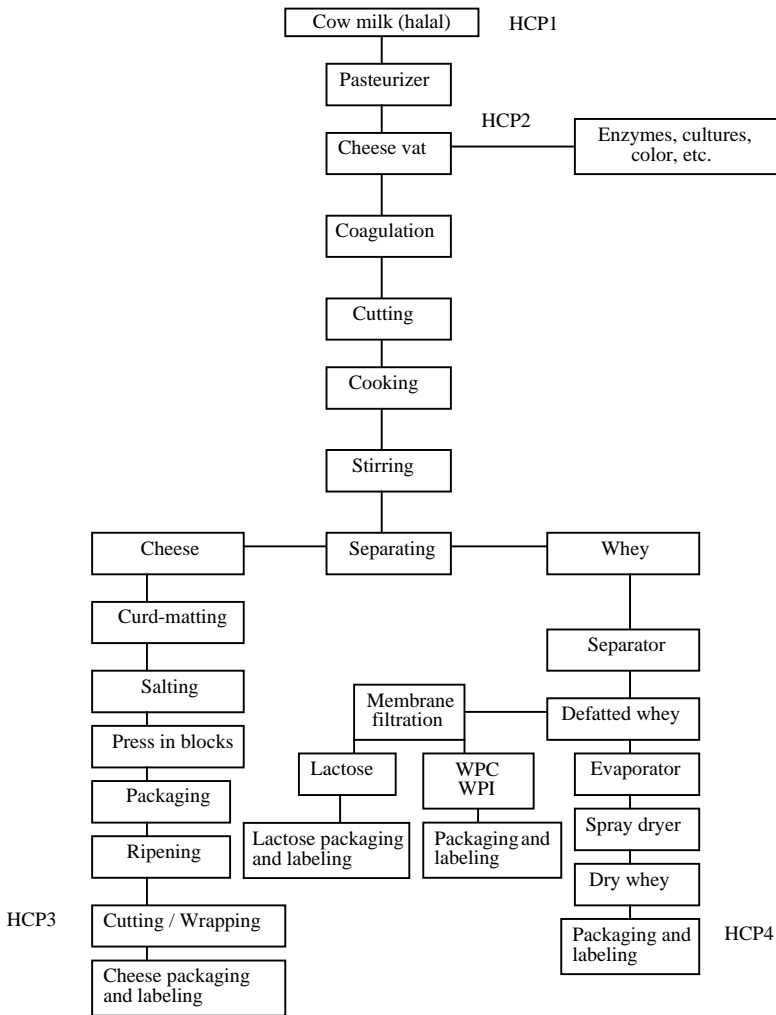 Cow milk (halal)
HCP1
Pasteurizer
HCP2
Cheese vat
Enzymes, cultures,
color, etc.
Coagulation
Cutting
Cooking
Stirring
Cheese
Separating
Whey
Curd-matting
Salting
Press in blocks
Packaging
Ripening
HCP3
Cutting / Wrapping
Cheese packaging
and labeling
Membrane
filtration
Lactose
Lactose packaging
and labeling
WPC
WPI
Packaging and
labeling
Separator
Defatted whey
Evaporator
Spray dryer
Dry whey
Packaging and
labeling
HCP4